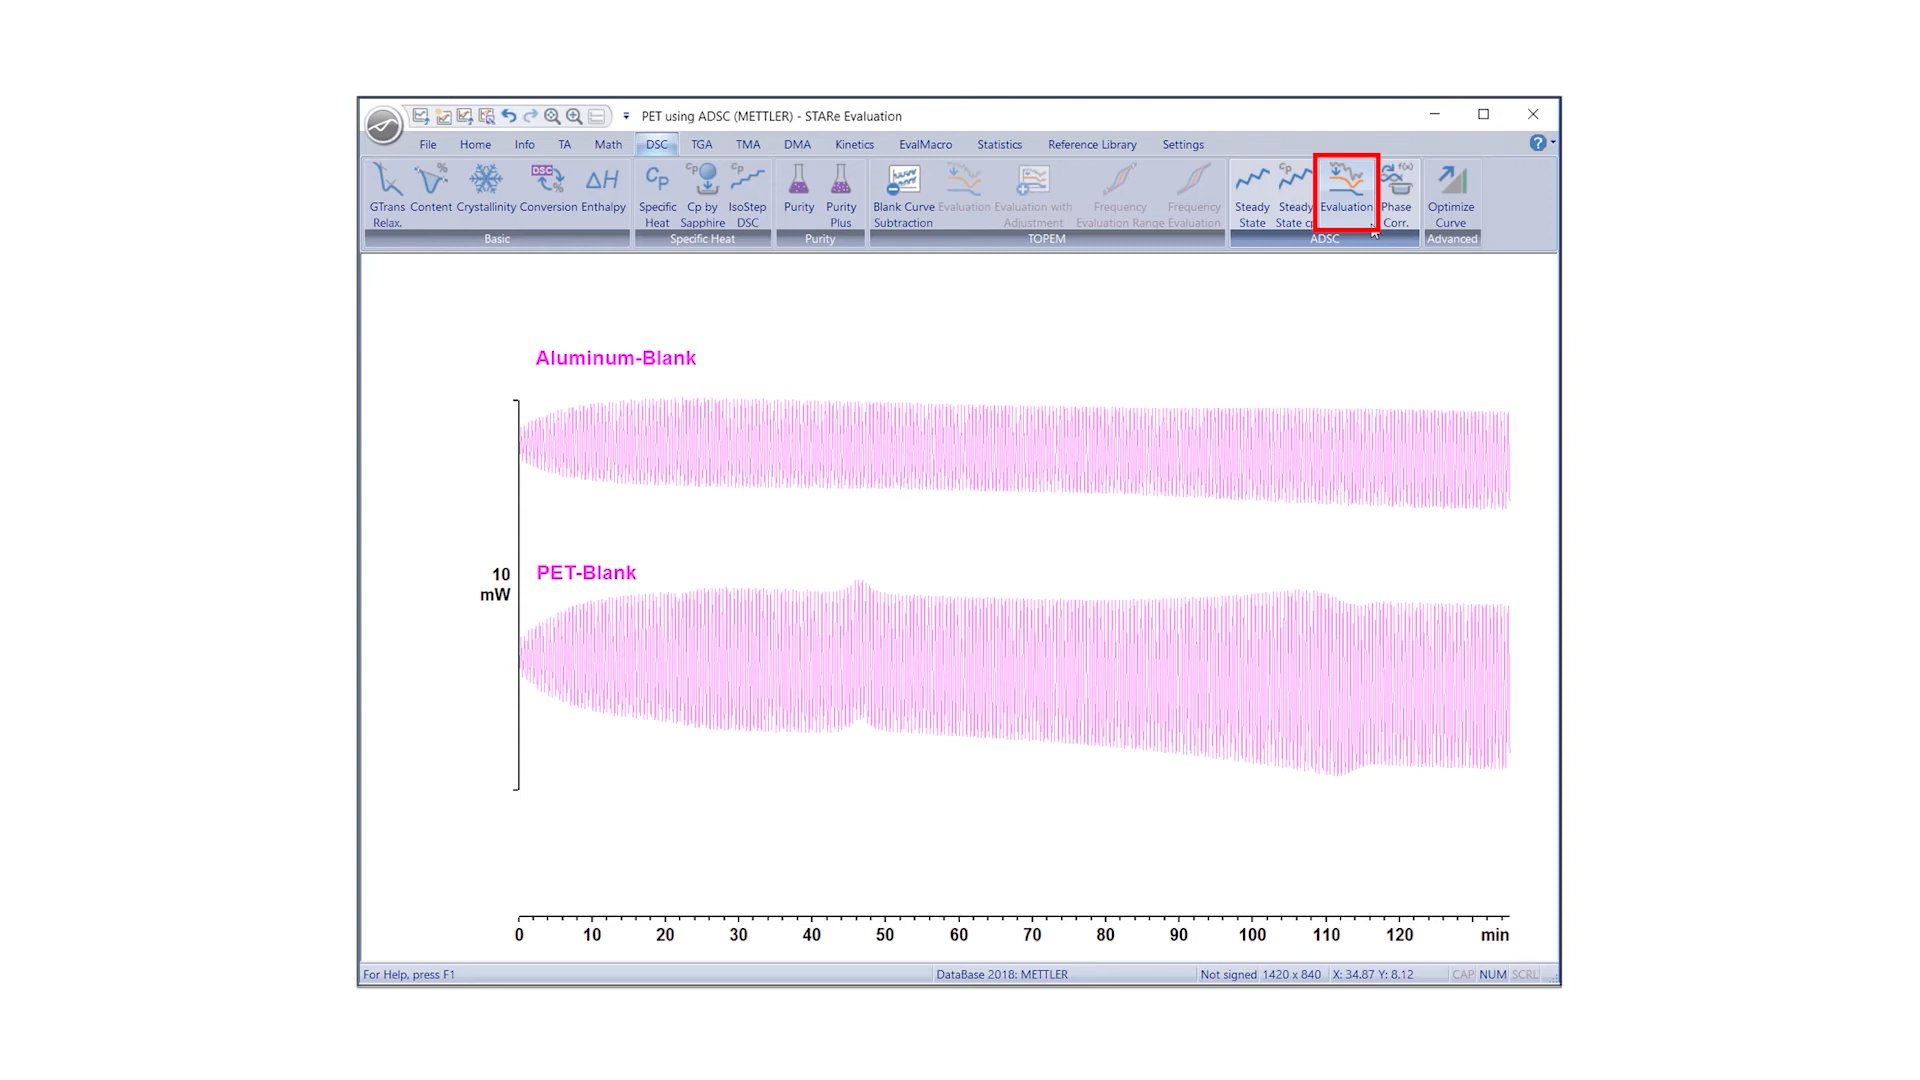 PET using ADSC (METTLER) - STARe Evaluation
File Home Info TA Math DSC TGA TMA DMA Kinetics EvalMacro Statistics Reference Library Settings
GTrans Relax. Content Crystallinity Conversion Enthalpy
Basic
Specific Heat Cp by Sapphire IsoStep DSC
Specific Heat
Purity Purity Plus
Purity
Blank Curve Subtraction Evaluation Evaluation with Adjustment Frequency Evaluation Range Frequency Evaluation
TOPEM
Steady State Steady State cp Evaluation Phase Corr.
ADSC
Optimize Curve
Advanced
Aluminum-Blank
PET-Blank
10
mW
0 10 20 30 40 50 60 70 80 90 100 110 120 min
For Help, press F1 DataBase 2018: METTLER Not signed 1420 x 840 X: 34.87 Y: 8.12 CAP NUM SCRL